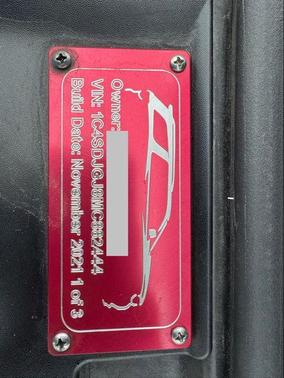 Owner:
VIN:
Build Date: November 2021 1 of 3